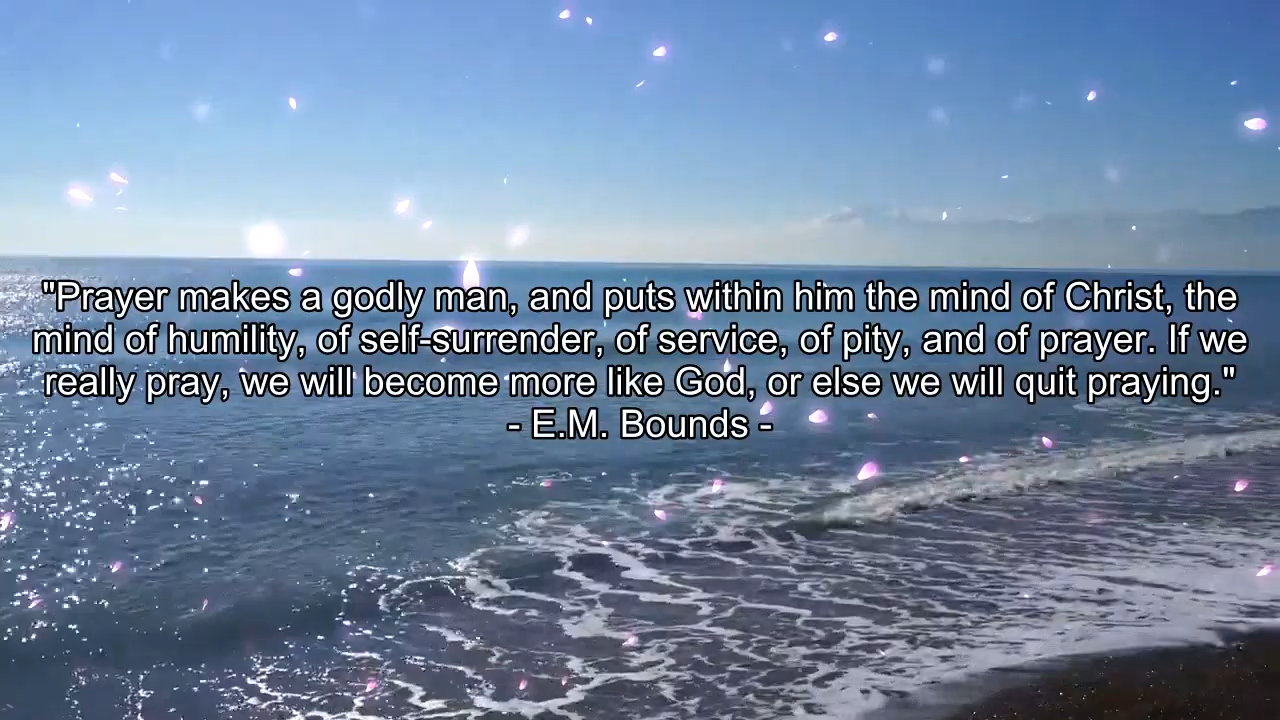 "Prayer makes a godly man, and puts within him the mind of Christ, the
mind of humility, of self-surrender, of service, of pity, and of prayer. If we
really pray, we will become more like God, or else we will quit praying."
- E.M. Bounds -